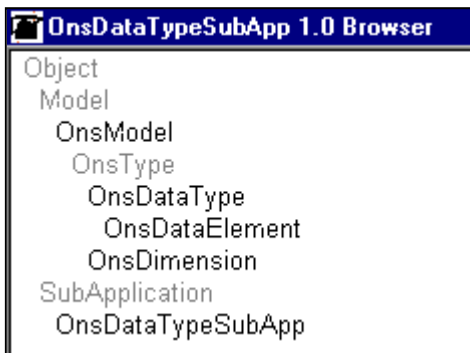 OnsDataTypeSubApp 1.0 Browser
Object
Model
OnsModel
OnsType
OnsDataType
OnsDataElement
OnsDimension
SubApplication
OnsDataTypeSubApp